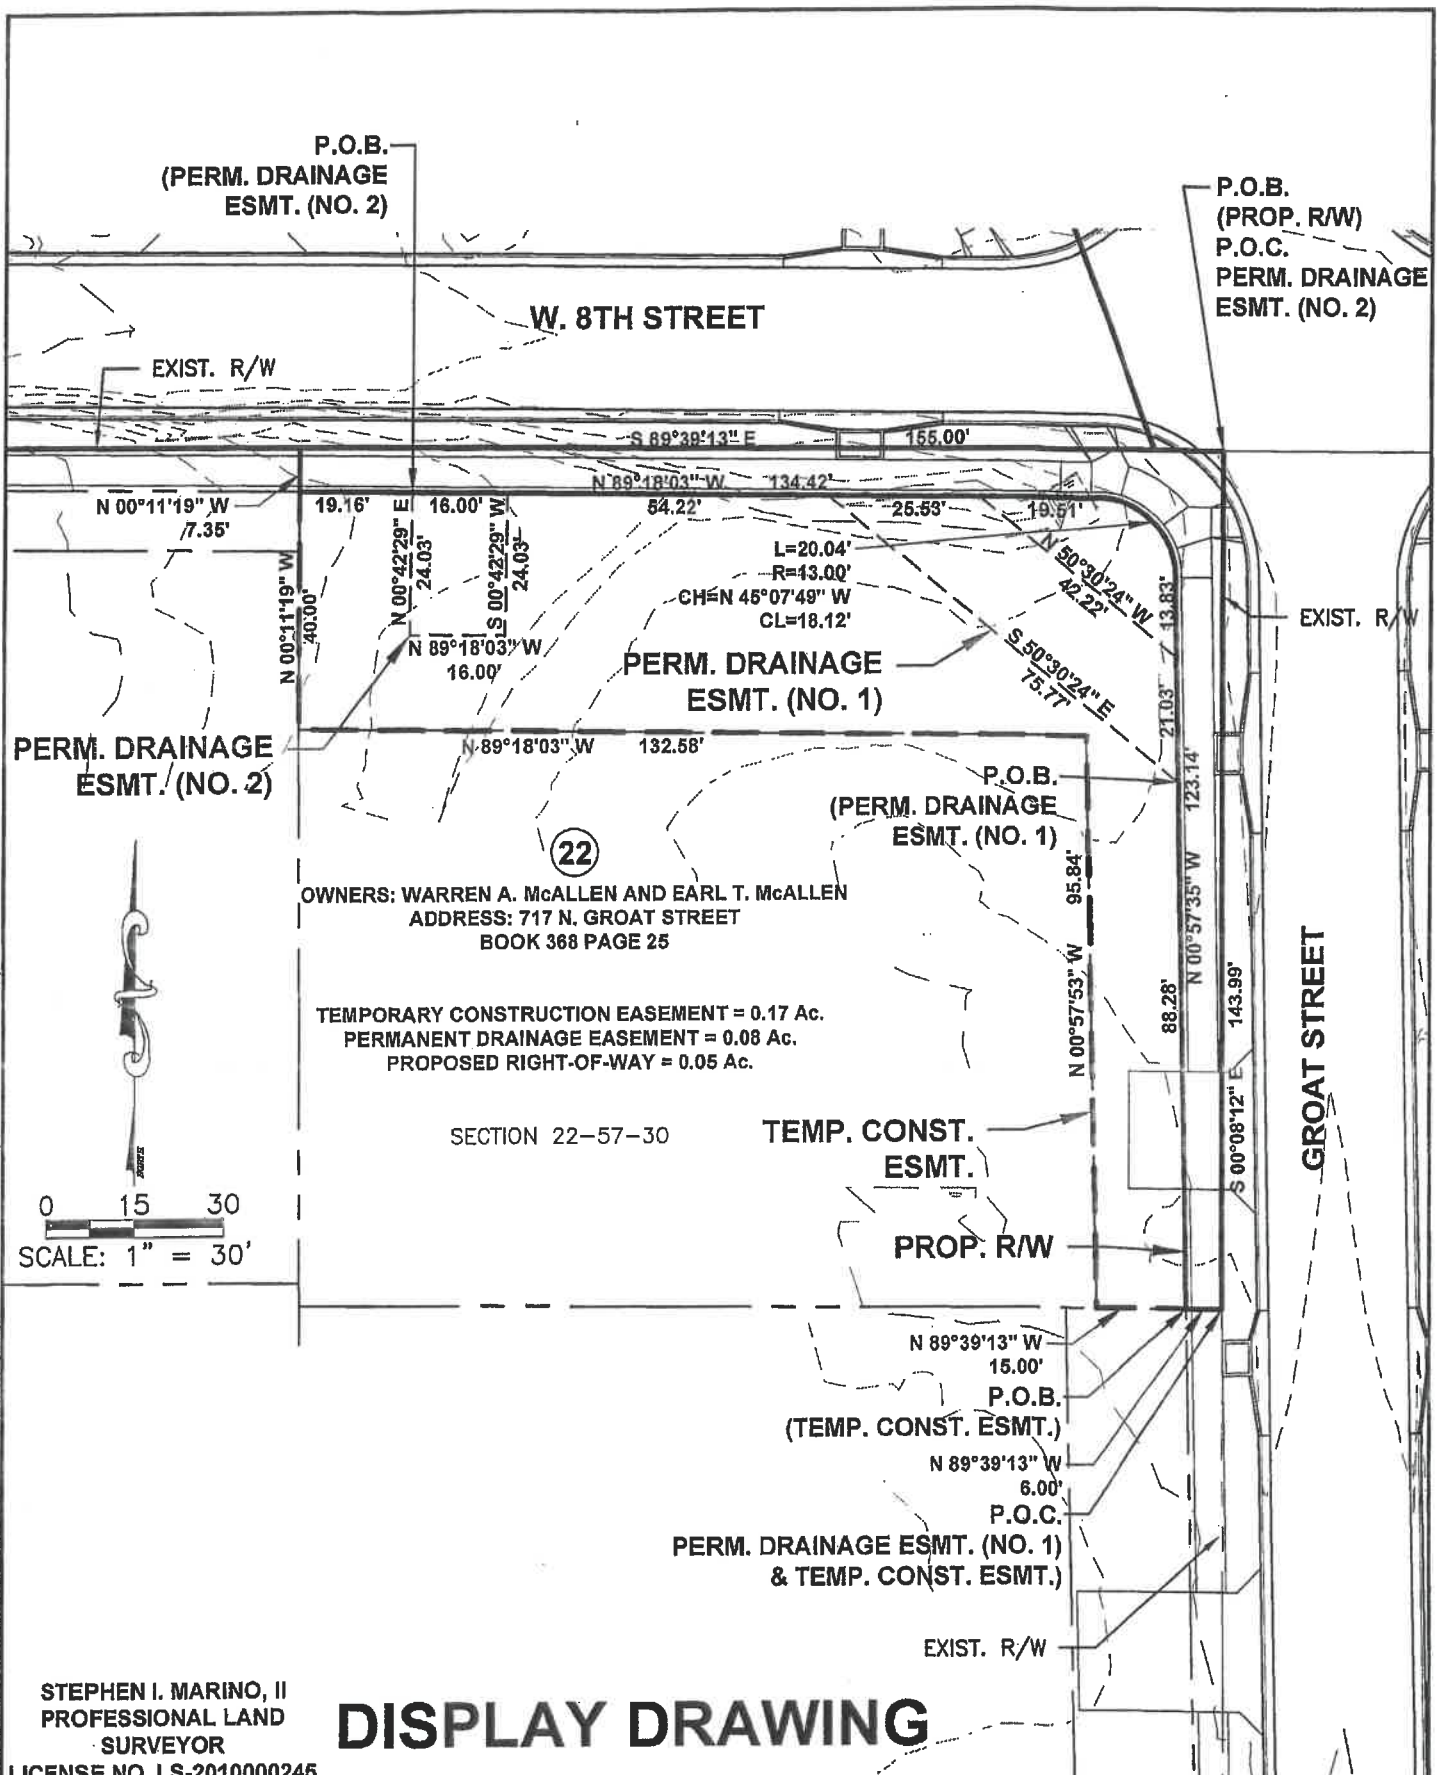 P.O.B.
(PERM. DRAINAGE
ESMT. (NO. 2)
P.O.B.
(PROP. R/W)
P.O.C.
PERM. DRAINAGE
ESMT. (NO. 2)
W. 8TH STREET
EXIST. R/W
S 89°39'13" E 155.00'
N 89°18'03" W 134.42'
N 00°11'19" W
7.35'
19.16'
16.00'
54.22'
25.53'
19.51'
N 00°42'29" E
24.03'
S 00°42'29" W
24.03'
L=20.04'
R=13.00'
CH=N 45°07'49" W
CL=18.12'
N 50°30'24" W
42.22'
13.83'
EXIST. R/W
N 00°11'19" W
40.00'
N 89°18'03" W
16.00'
PERM. DRAINAGE
ESMT. (NO. 1)
S 50°30'24" E
75.77'
21.03'
PERM. DRAINAGE
ESMT. (NO. 2)
N 89°18'03" W 132.58'
P.O.B.
(PERM. DRAINAGE
ESMT. (NO. 1)
N 00°57'35" W 123.14'
22
OWNERS: WARREN A. McALLEN AND EARL T. McALLEN
ADDRESS: 717 N. GROAT STREET
BOOK 368 PAGE 25
N 00°57'53" W 95.84'
88.28'
S 00°08'12" E 143.99'
GROAT STREET
TEMPORARY CONSTRUCTION EASEMENT = 0.17 Ac.
PERMANENT DRAINAGE EASEMENT = 0.08 Ac.
PROPOSED RIGHT-OF-WAY = 0.05 Ac.
SECTION 22-57-30
TEMP. CONST.
ESMT.
NORTH
0 15 30
SCALE: 1" = 30'
PROP. R/W
N 89°39'13" W
15.00'
P.O.B.
(TEMP. CONST. ESMT.)
N 89°39'13" W
6.00'
P.O.C.
PERM. DRAINAGE ESMT. (NO. 1)
& TEMP. CONST. ESMT.)
EXIST. R/W
STEPHEN I. MARINO, II
PROFESSIONAL LAND
SURVEYOR
LICENSE NO. LS-2010000245
DISPLAY DRAWING